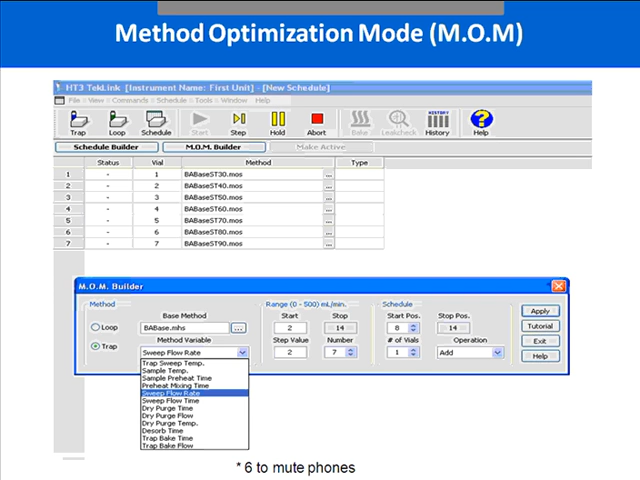 Method Optimization Mode (M.O.M)
HT3 TekLink [Instrument Name: First Unit] - [New Schedule]
File View Commands Schedule Tools Window Help
Trap Loop Schedule Start Step Hold Abort Bake Leakcheck HISTORY History Help
Schedule Builder M.O.M. Builder Make Active
Status Vial Method Type
1 - 1 BABaseST30.mos ...
2 - 2 BABaseST40.mos ...
3 - 3 BABaseST50.mos ...
4 - 4 BABaseST60.mos ...
5 - 5 BABaseST70.mos ...
6 - 6 BABaseST80.mos ...
7 - 7 BABaseST90.mos ...
M.O.M. Builder
Method Range (0 - 500) mL/min. Schedule
Base Method Start Stop Start Pos. Stop Pos. Apply
Loop BABase.mhs ... 2 14 8 14 Tutorial
Method Variable Step Value Number # of Vials Operation Exit
Trap Sweep Flow Rate 2 7 1 Add Help
Trap Sweep Temp.
Sample Temp.
Sample Preheat Time
Preheat Mixing Time
Sweep Flow Rate
Sweep Flow Time
Dry Purge Time
Dry Purge Flow
Dry Purge Temp.
Desorb Time
Trap Bake Time
Trap Bake Flow
* 6 to mute phones